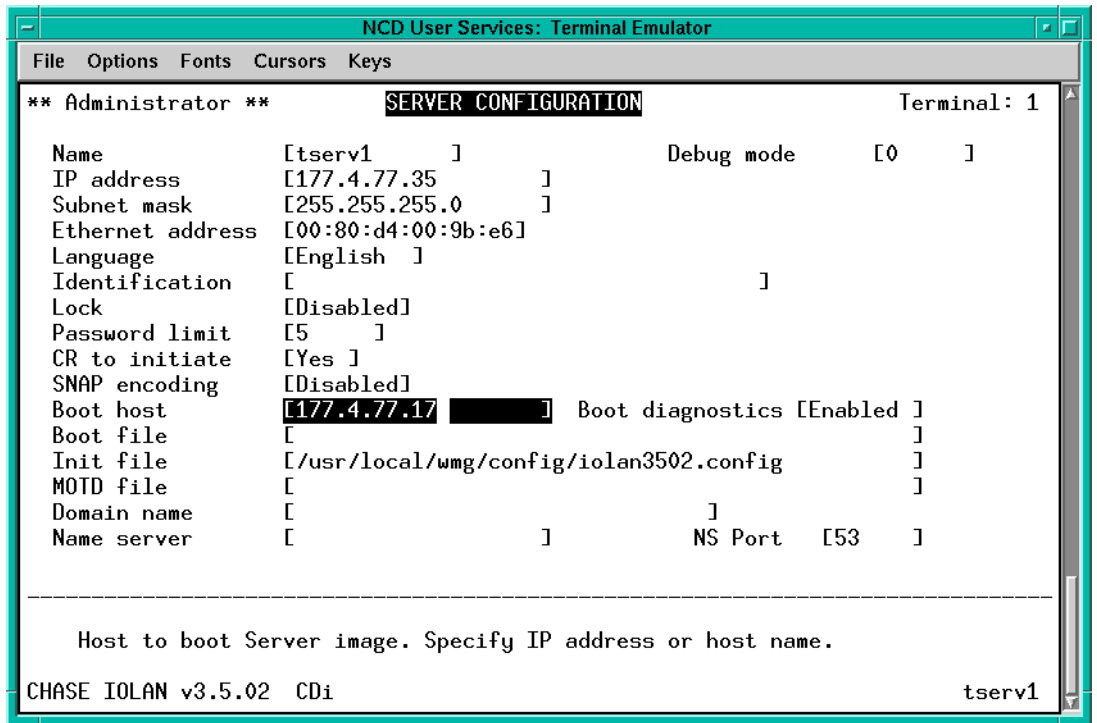 NCD User Services: Terminal Emulator
File Options Fonts Cursors Keys
** Administrator ** SERVER CONFIGURATION Terminal: 1
Name [tserv1 ] Debug mode [0 ]
IP address [177.4.77.35 ]
Subnet mask [255.255.255.0 ]
Ethernet address [00:80:d4:00:9b:e6]
Language [English ]
Identification [ ]
Lock [Disabled]
Password limit [5 ]
CR to initiate [Yes ]
SNAP encoding [Disabled]
Boot host [177.4.77.17 ] Boot diagnostics [Enabled ]
Boot file [ ]
Init file [/usr/local/wmg/config/iolan3502.config ]
MOTD file [ ]
Domain name [ ]
Name server [ ] NS Port [53 ]
Host to boot Server image. Specify IP address or host name.
CHASE IOLAN v3.5.02 CDi tserv1